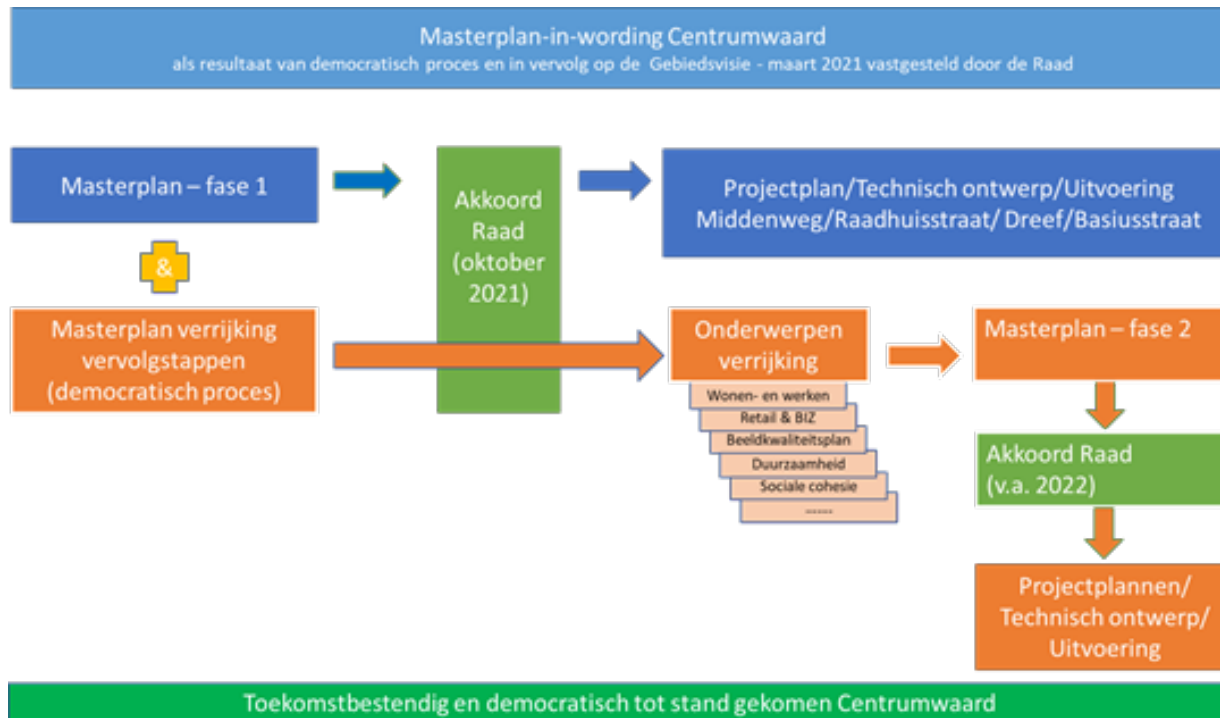 Masterplan-in-wording Centrumwaard
als resultaat van democratisch proces en in vervolg op de Gebiedsvisie - maart 2021 vastgesteld door de Raad
Masterplan – fase 1
Akkoord
Raad
(oktober
2021)
Projectplan/Technisch ontwerp/Uitvoering
Middenweg/Raadhuisstraat/ Dreef/Basiusstraat
&
Masterplan verrijking
vervolgstappen
(democratisch proces)
Onderwerpen
verrijking
Wonen- en werken
Retail & BIZ
Beeldkwaliteitsplan
Duurzaamheid
Sociale cohesie
------
Masterplan – fase 2
Akkoord Raad
(v.a. 2022)
Projectplannen/
Technisch ontwerp/
Uitvoering
Toekomstbestendig en democratisch tot stand gekomen Centrumwaard